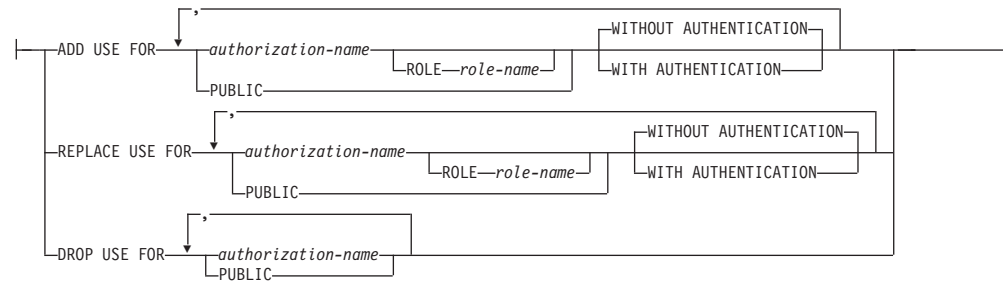 ,
WITHOUT AUTHENTICATION
ADD USE FOR authorization-name
ROLE role-name WITH AUTHENTICATION
PUBLIC
,
WITHOUT AUTHENTICATION
REPLACE USE FOR authorization-name
ROLE role-name WITH AUTHENTICATION
PUBLIC
,
DROP USE FOR authorization-name
PUBLIC